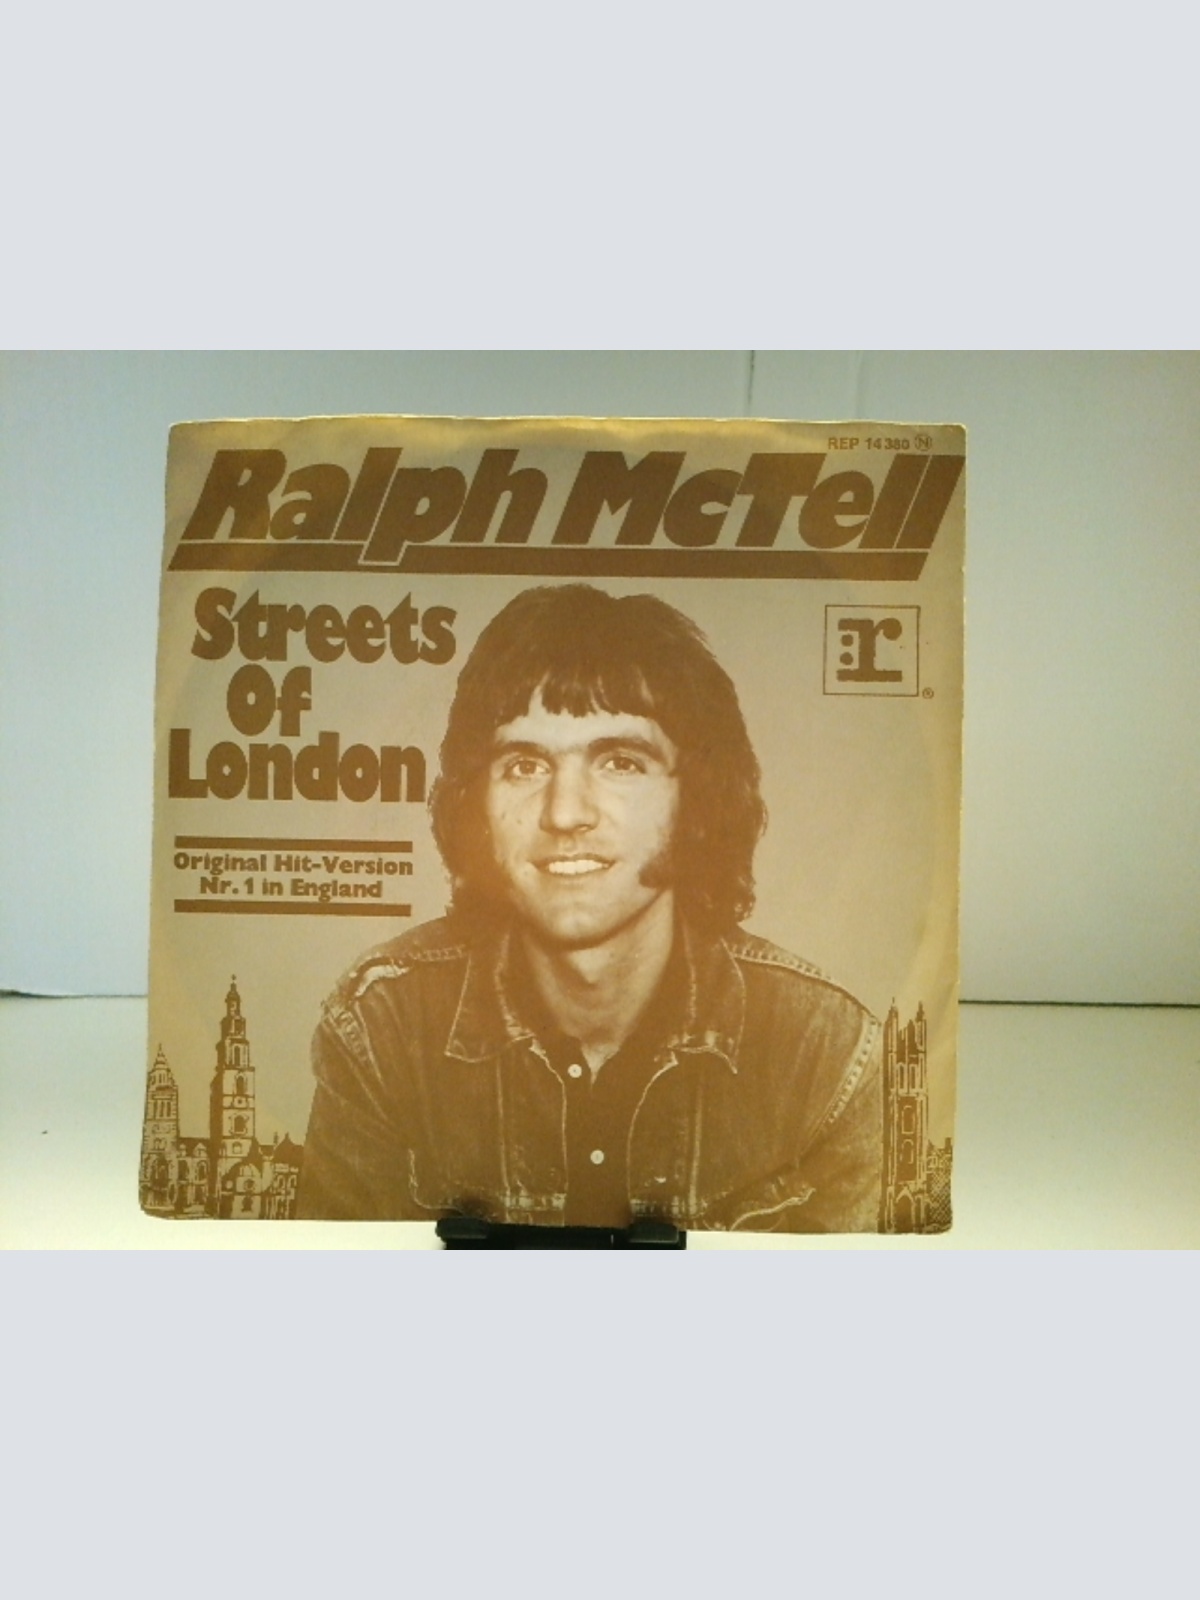 REP 14 380 Ⓝ
Ralph McTell
Streets
Of
London
r
®
Original Hit-Version
Nr. 1 in England